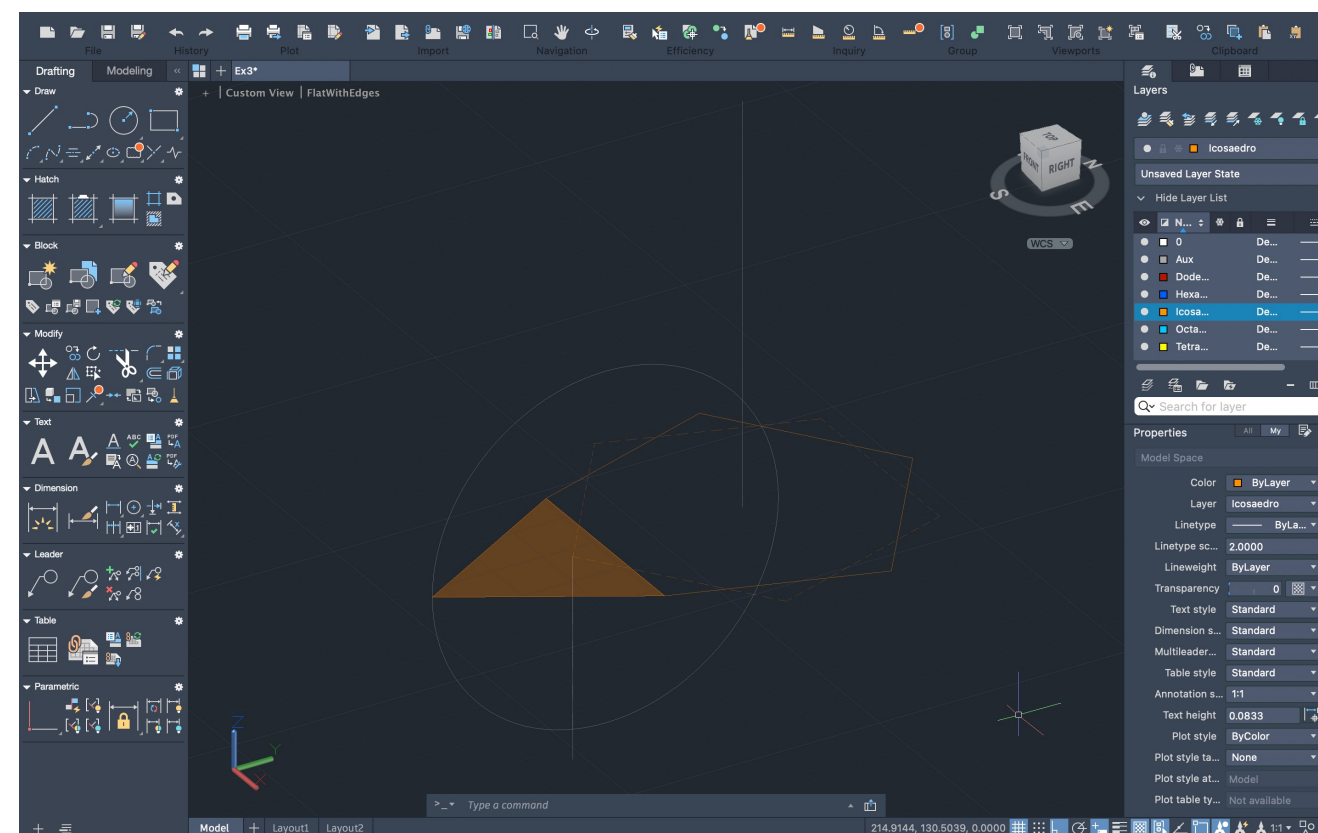 File History Plot Import Navigation Efficiency Inquiry Group Viewports Clipboard
Drafting Modeling << + Ex3*
+ | Custom View | FlatWithEdges
Draw
Hatch
Block
Modify
Text
A A A ABC PDF A
PDF
Dimension
Leader
Table
Parametric
TOP
FRONT RIGHT
N
S E
WCS
Z
Y
X
>_ Type a command
+ Model + Layout1 Layout2
214.9144, 130.5039, 0.0000
1:1
Layers
Icosaedro
Unsaved Layer State
Hide Layer List
N...
0 De...
Aux De...
Dode... De...
Hexa... De...
Icosa... De...
Octa... De...
Tetra... De...
Search for layer
Properties All My
Model Space
Color ByLayer
Layer Icosaedro
Linetype ByLa...
Linetype sc... 2.0000
Lineweight ByLayer
Transparency 0
Text style Standard
Dimension s... Standard
Multileader... Standard
Table style Standard
Annotation s... 1:1
Text height 0.0833
Plot style ByColor
Plot style ta... None
Plot style at... Model
Plot table ty... Not available